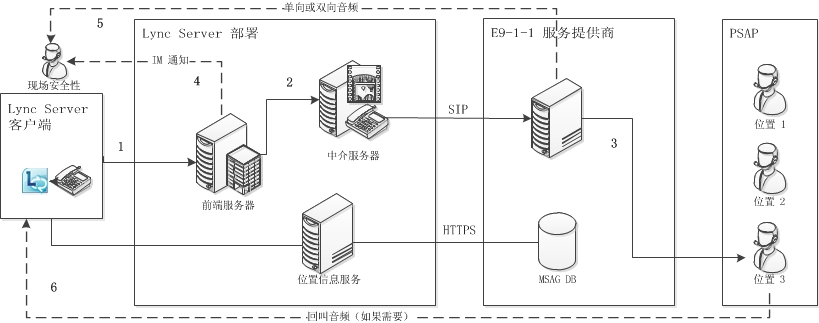 单向或双向音频
5
Lync Server 部署
E9-1-1 服务提供商
PSAP
IM 通知
现场安全性
4
2
Lync Server
客户端
SIP
位置 1
1
中介服务器
3
前端服务器
位置 2
HTTPS
位置信息服务
MSAG DB
位置 3
6
回叫音频（如果需要）